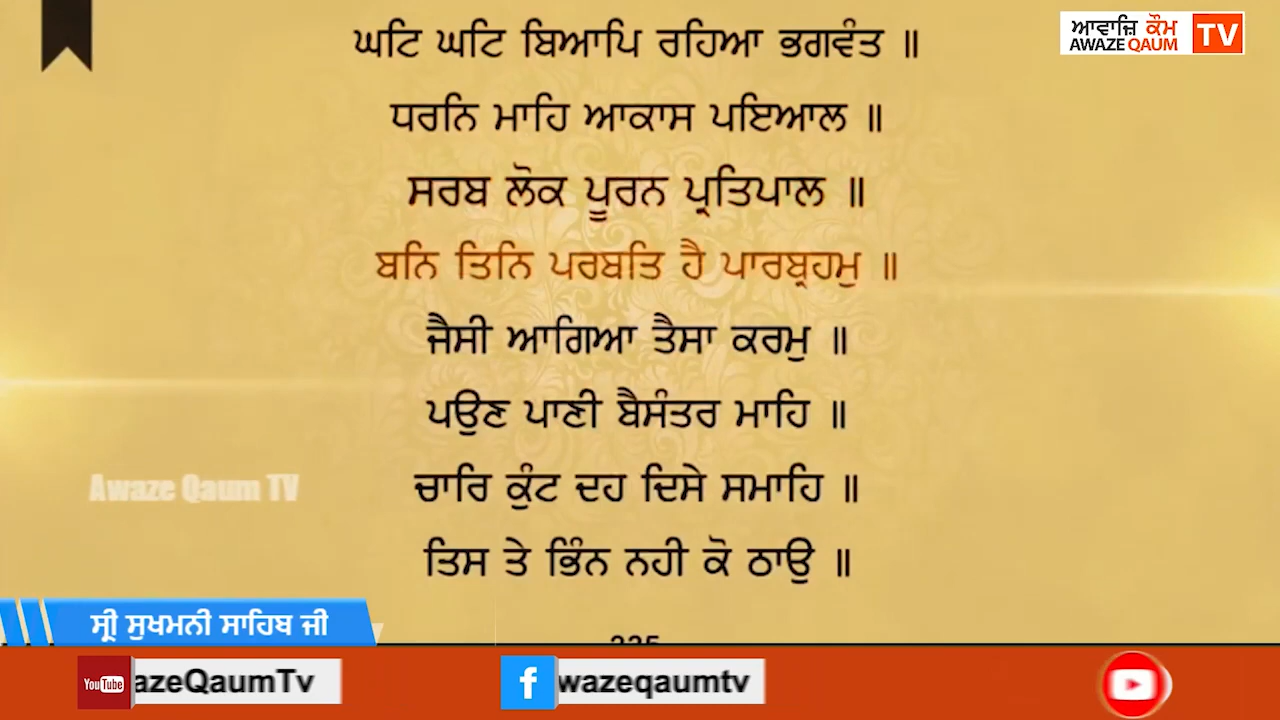 ਘਟਿ ਘਟਿ ਬਿਆਪਿ ਰਹਿਆ ਭਗਵੰਤ ॥
ਆਵਾਜ਼ਿ ਕੌਮ
AWAZE QAUM
TV
ਧਰਨਿ ਮਾਹਿ ਆਕਾਸ ਪਇਆਲ ॥
ਸਰਬ ਲੋਕ ਪੂਰਨ ਪ੍ਰਤਿਪਾਲ ॥
ਬਨਿ ਤਿਨਿ ਪਰਬਤਿ ਹੈ ਪਾਰਬ੍ਰਹਮੁ ॥
ਜੈਸੀ ਆਗਿਆ ਤੈਸਾ ਕਰਮੁ ॥
ਪਉਣ ਪਾਣੀ ਬੈਸੰਤਰ ਮਾਹਿ ॥
ਚਾਰਿ ਕੁੰਟ ਦਹ ਦਿਸੇ ਸਮਾਹਿ ॥
Awaze Qaum TV
ਤਿਸ ਤੇ ਭਿੰਨ ਨਹੀ ਕੋ ਠਾਉ ॥
ਸ੍ਰੀ ਸੁਖਮਨੀ ਸਾਹਿਬ ਜੀ
YouTube
azeQaumTv
f
wazeqaumtv